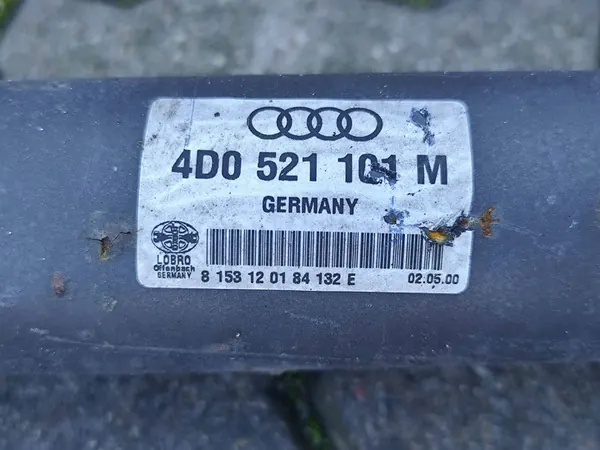 4D0 521 101 M
GERMANY
LOBRO
Offenbach
GERMANY
8 153 12 01 84 132 E
02.05.00